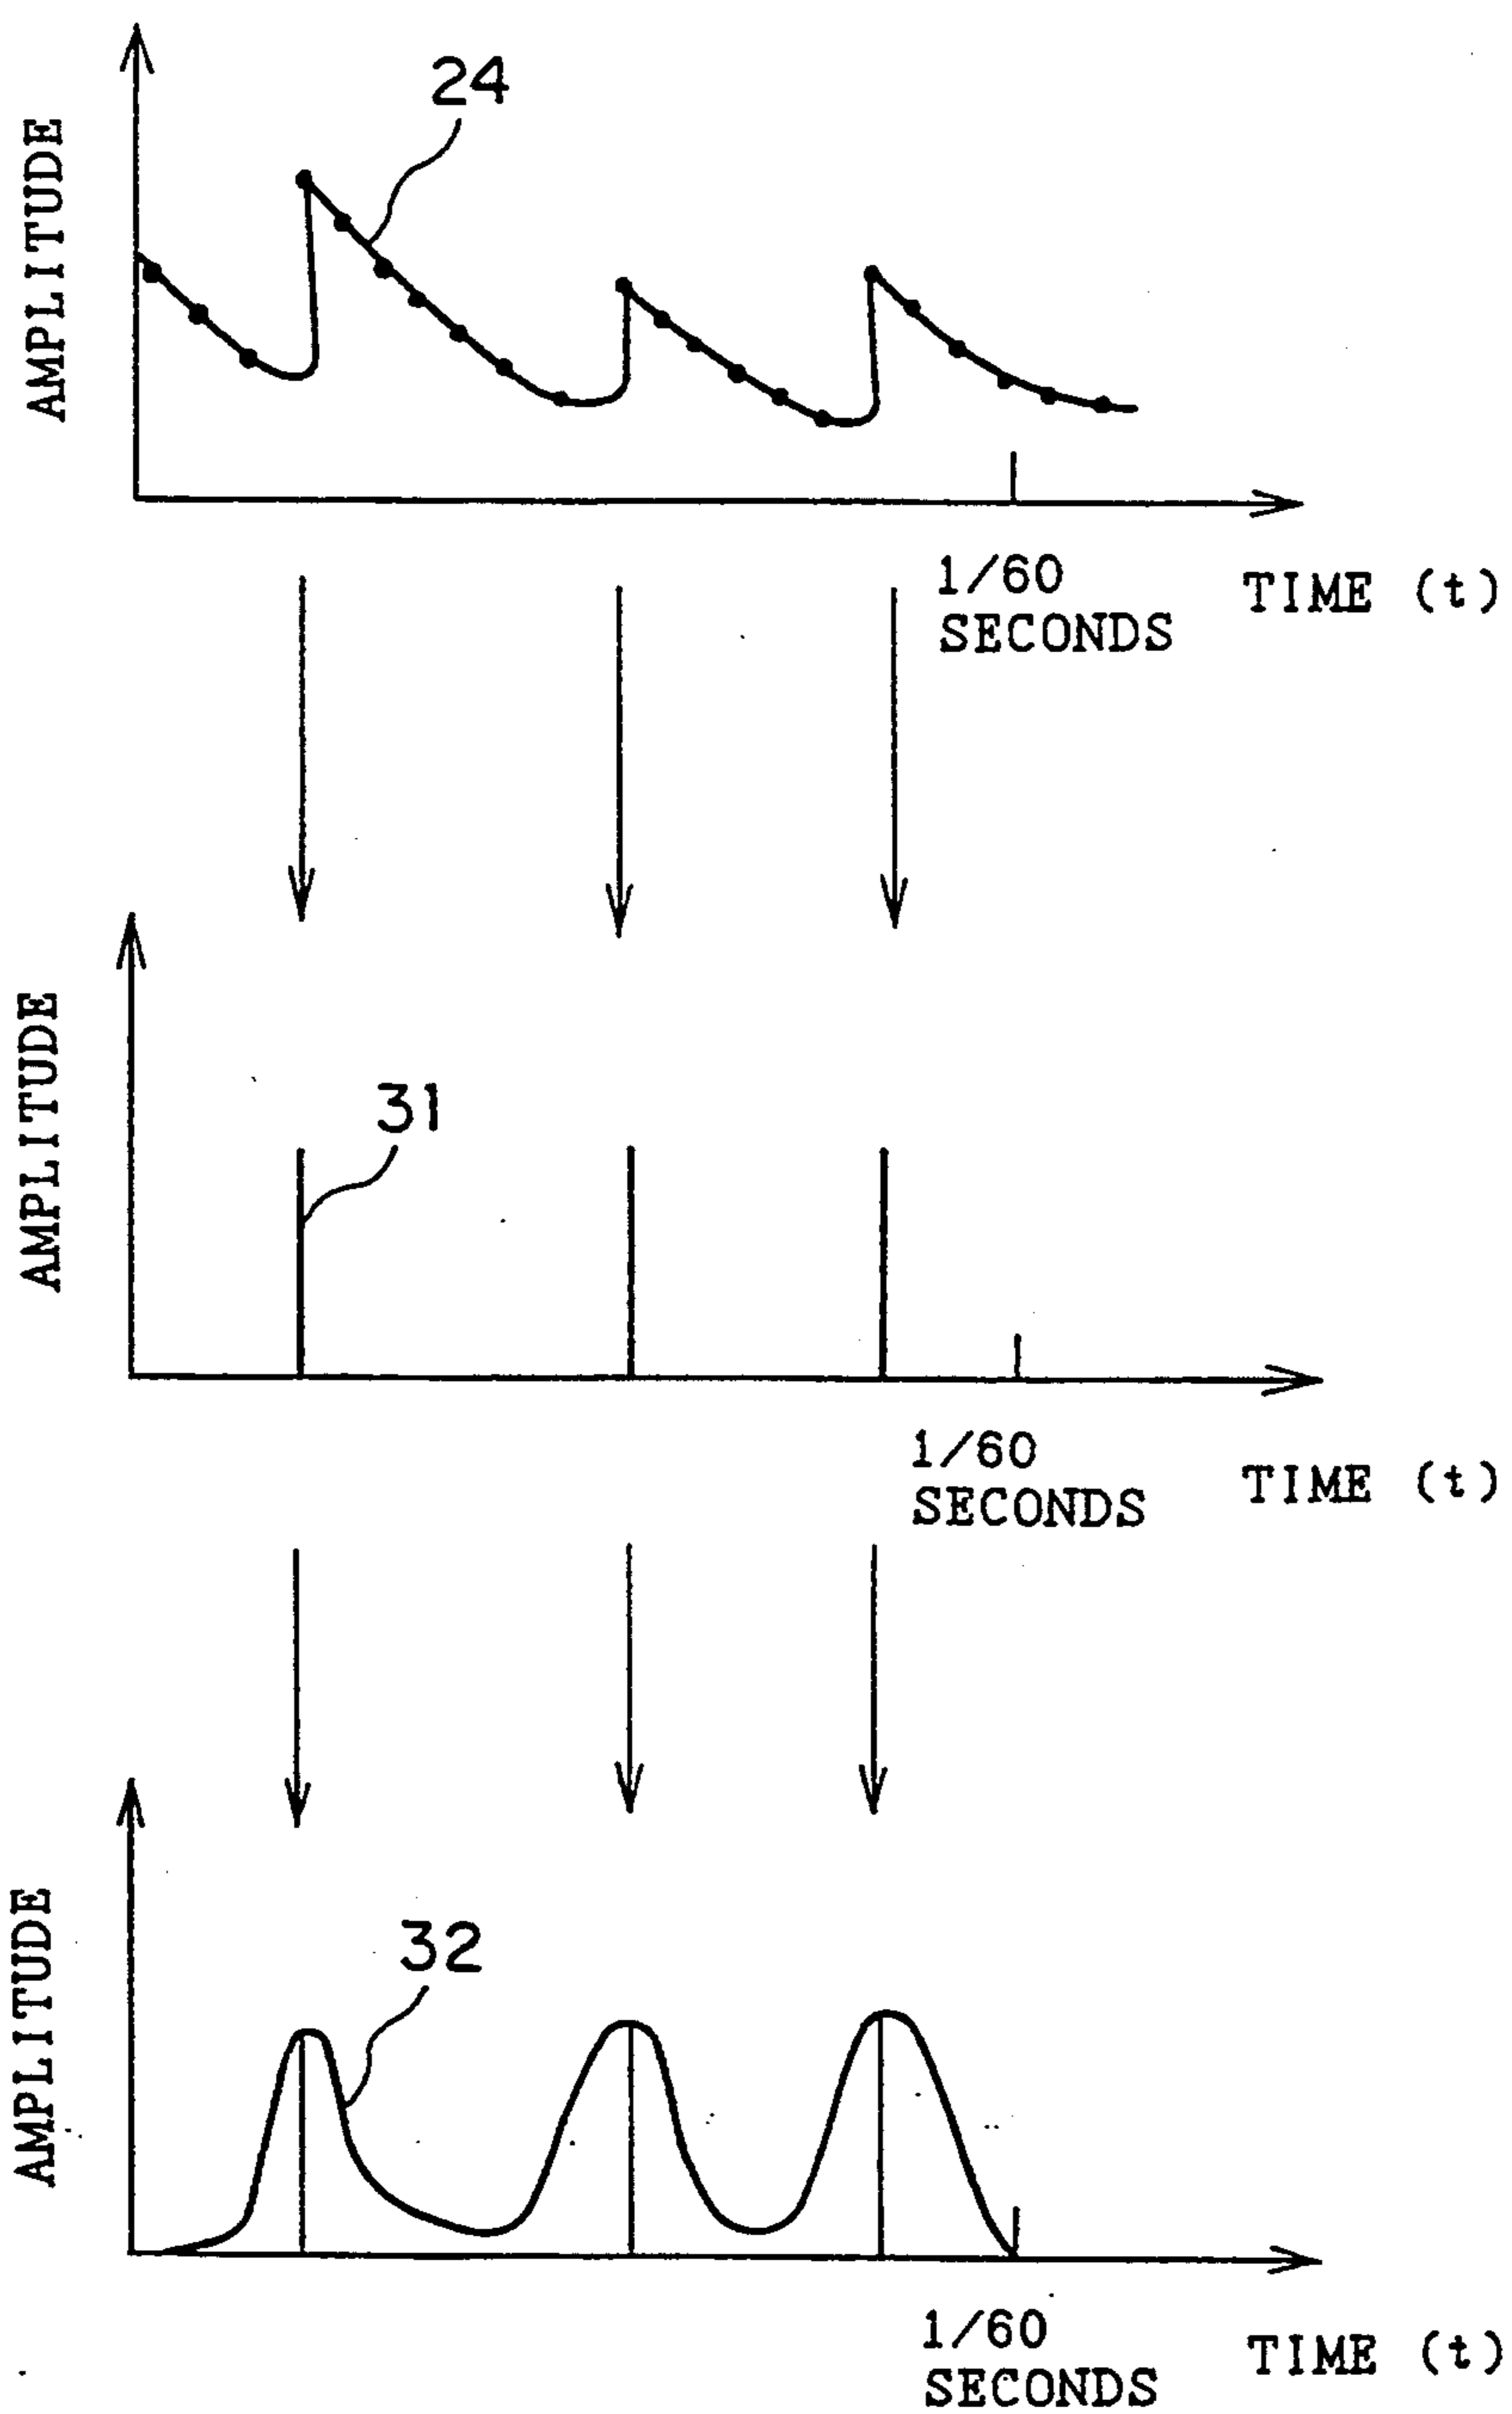 24
AMPLITUDE
1/60
SECONDS
TIME (t)
31
AMPLITUDE
1/60
SECONDS
TIME (t)
32
AMPLITUDE
1/60
SECONDS
TIME (t)